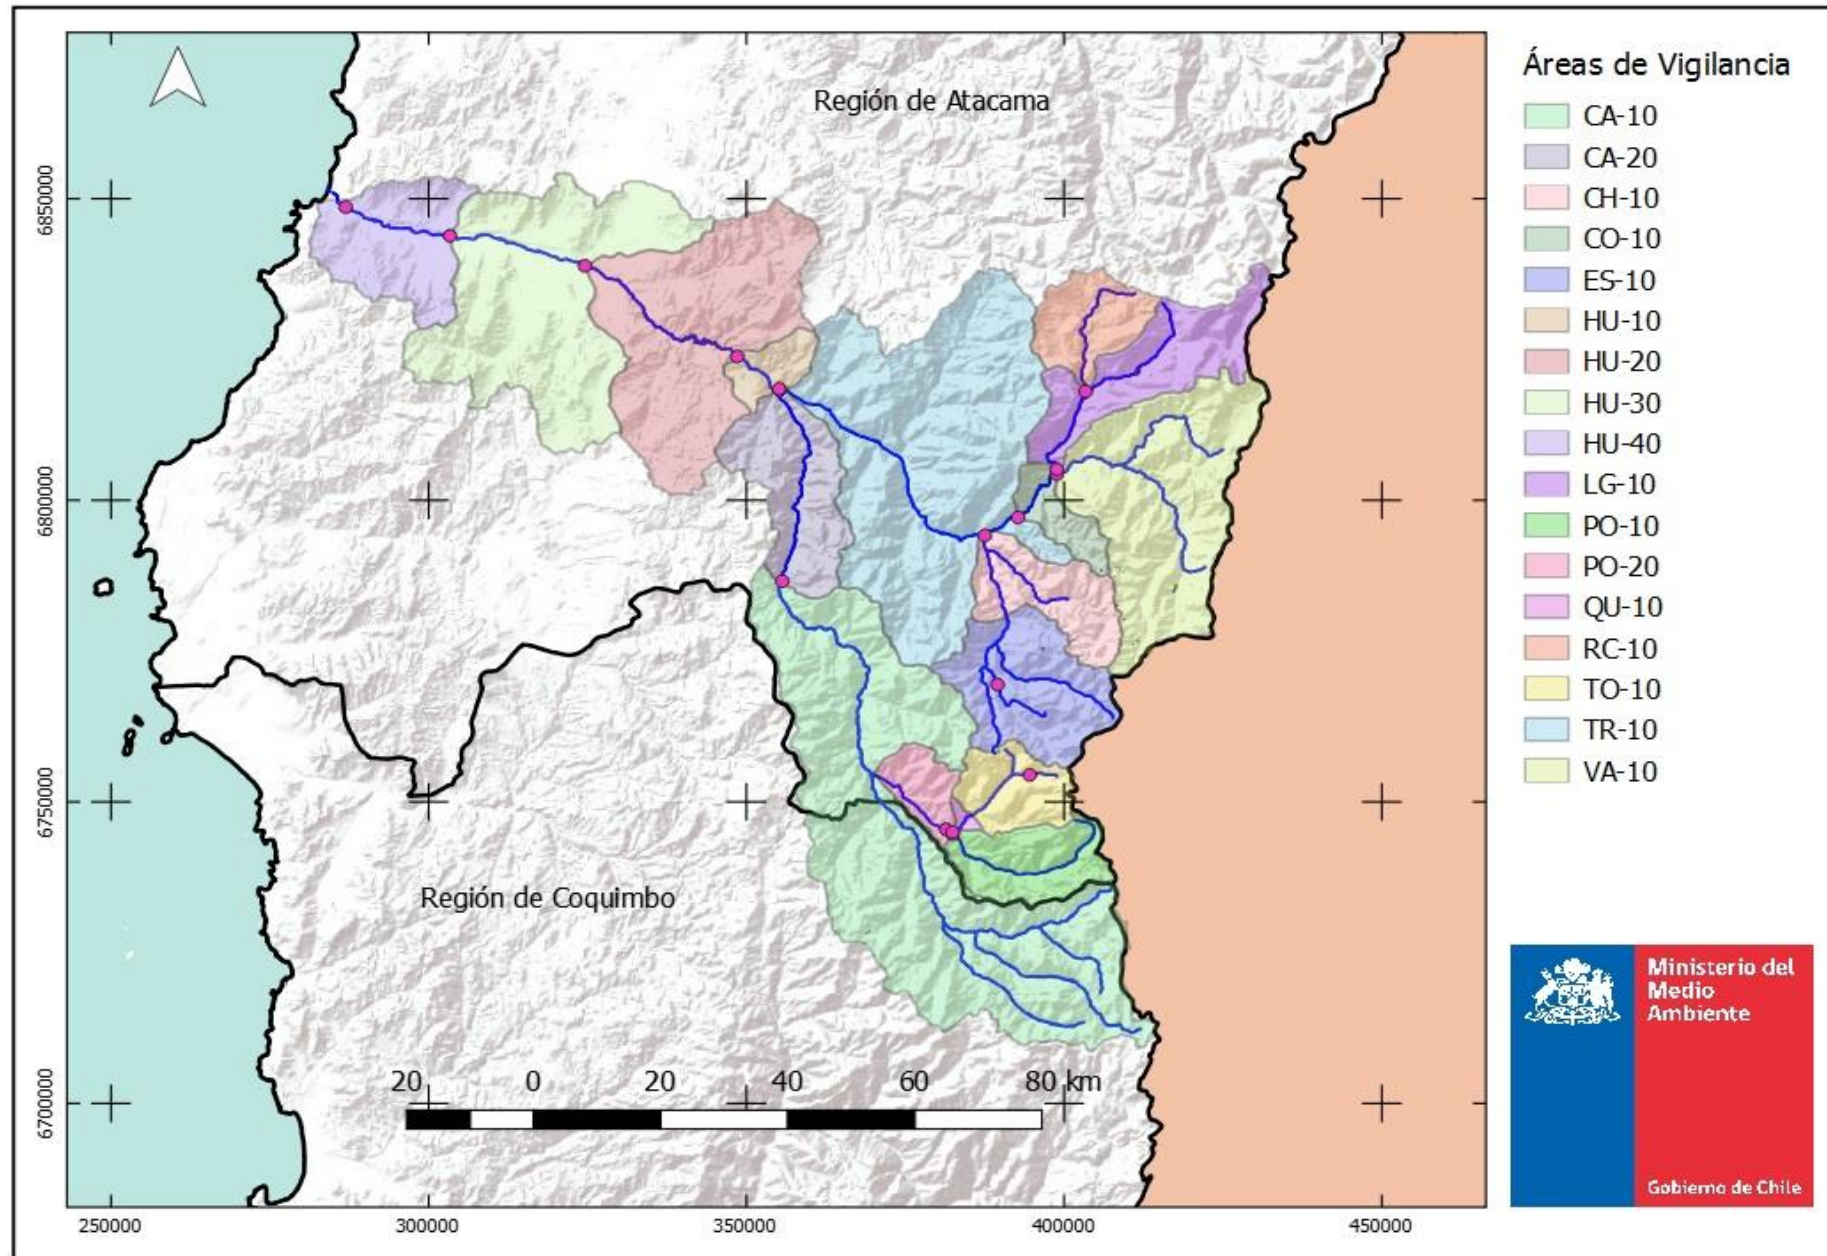 Región de Atacama
Región de Coquimbo
20 0 20 40 60 80 km
6850000
6800000
6750000
6700000
250000 300000 350000 400000 450000
Áreas de Vigilancia
CA-10
CA-20
CH-10
CO-10
ES-10
HU-10
HU-20
HU-30
HU-40
LG-10
PO-10
PO-20
QU-10
RC-10
TO-10
TR-10
VA-10
Ministerio del
Medio
Ambiente
Gobierno de Chile